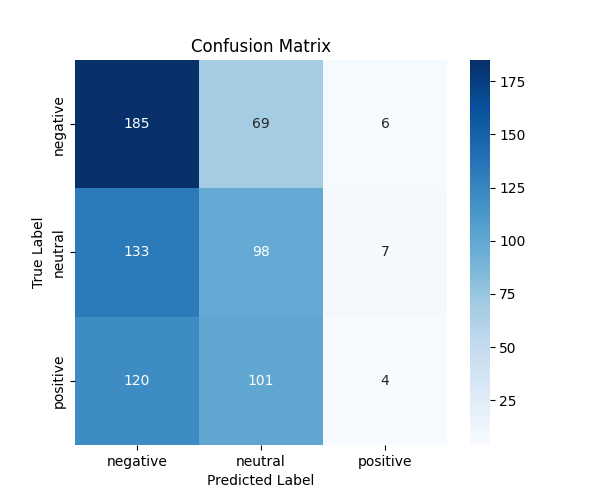 Confusion Matrix
True Label
negative
185 69 6
neutral
133 98 7
positive
120 101 4
negative neutral positive
Predicted Label
175
150
125
100
75
50
25